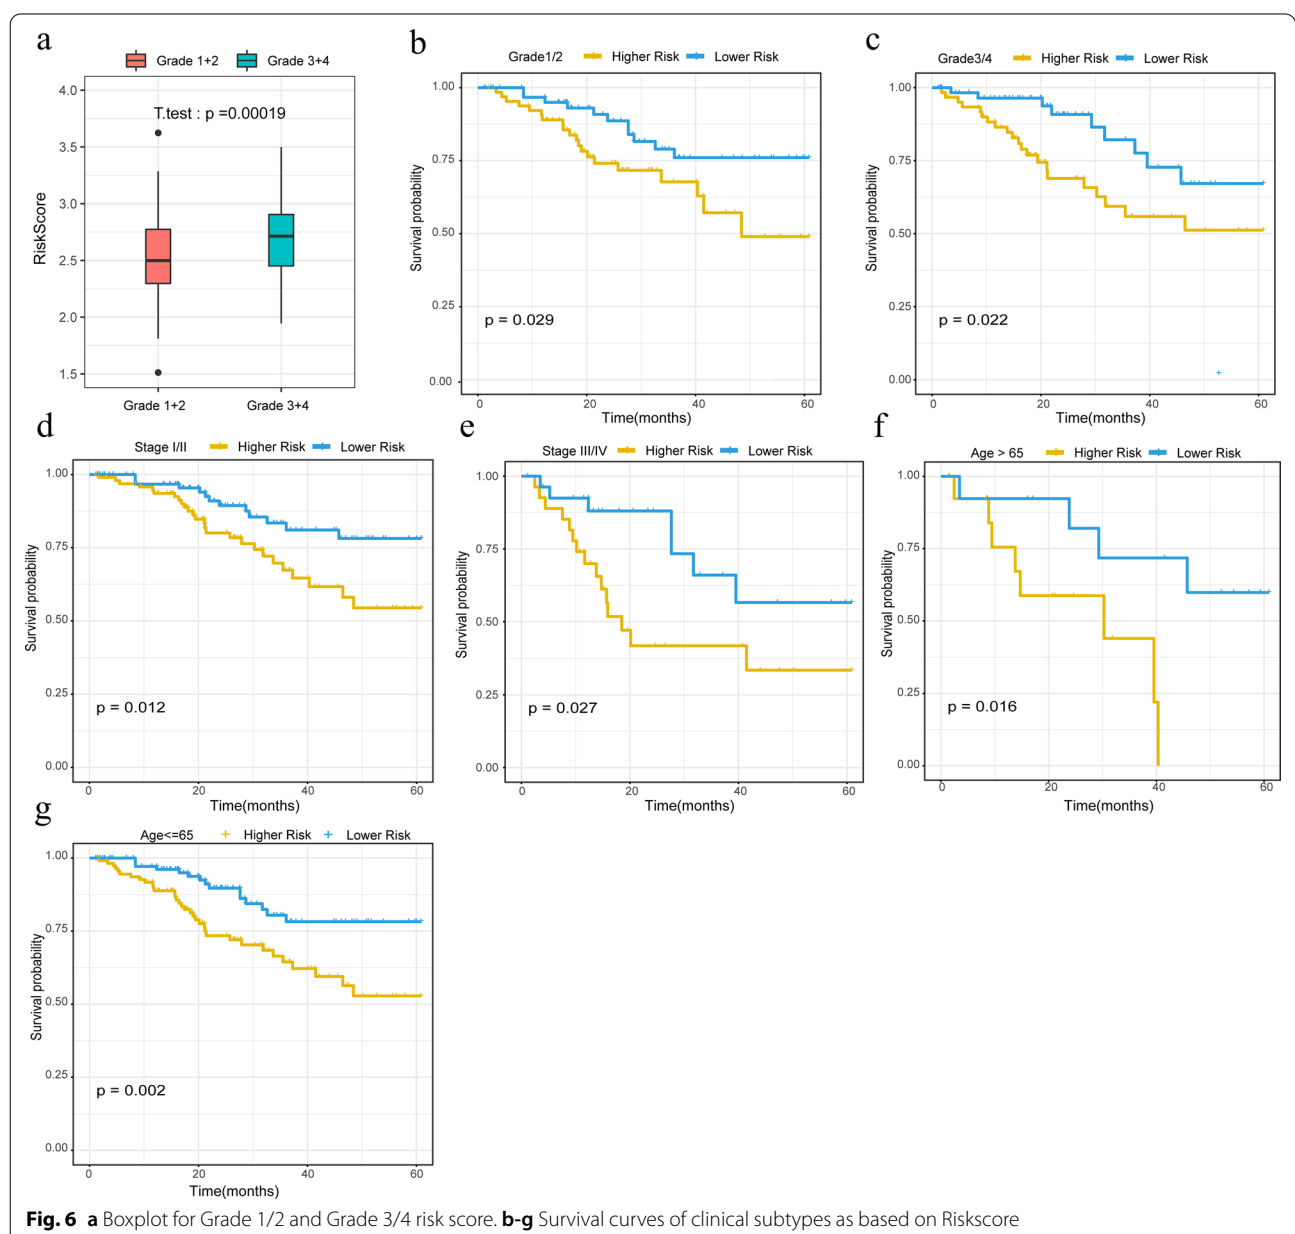 a
Grade 1+2 Grade 3+4
T.test : p =0.00019
RiskScore
4.0
3.5
3.0
2.5
2.0
1.5
Grade 1+2 Grade 3+4
b
Grade1/2 Higher Risk Lower Risk
Survival probability
1.00
0.75
0.50
0.25
0.00
p = 0.029
0 20 40 60
Time(months)
c
Grade3/4 Higher Risk Lower Risk
Survival probability
1.00
0.75
0.50
0.25
0.00
p = 0.022
0 20 40 60
Time(months)
d
Stage I/II Higher Risk Lower Risk
Survival probability
1.00
0.75
0.50
0.25
0.00
p = 0.012
0 20 40 60
Time(months)
e
Stage III/IV Higher Risk Lower Risk
Survival probability
1.00
0.75
0.50
0.25
0.00
p = 0.027
0 20 40 60
Time(months)
f
Age > 65 Higher Risk Lower Risk
Survival probability
1.00
0.75
0.50
0.25
0.00
p = 0.016
0 20 40 60
Time(months)
g
Age<=65 Higher Risk Lower Risk
Survival probability
1.00
0.75
0.50
0.25
0.00
p = 0.002
0 20 40 60
Time(months)
Fig. 6 a Boxplot for Grade 1/2 and Grade 3/4 risk score. b-g Survival curves of clinical subtypes as based on Riskscore